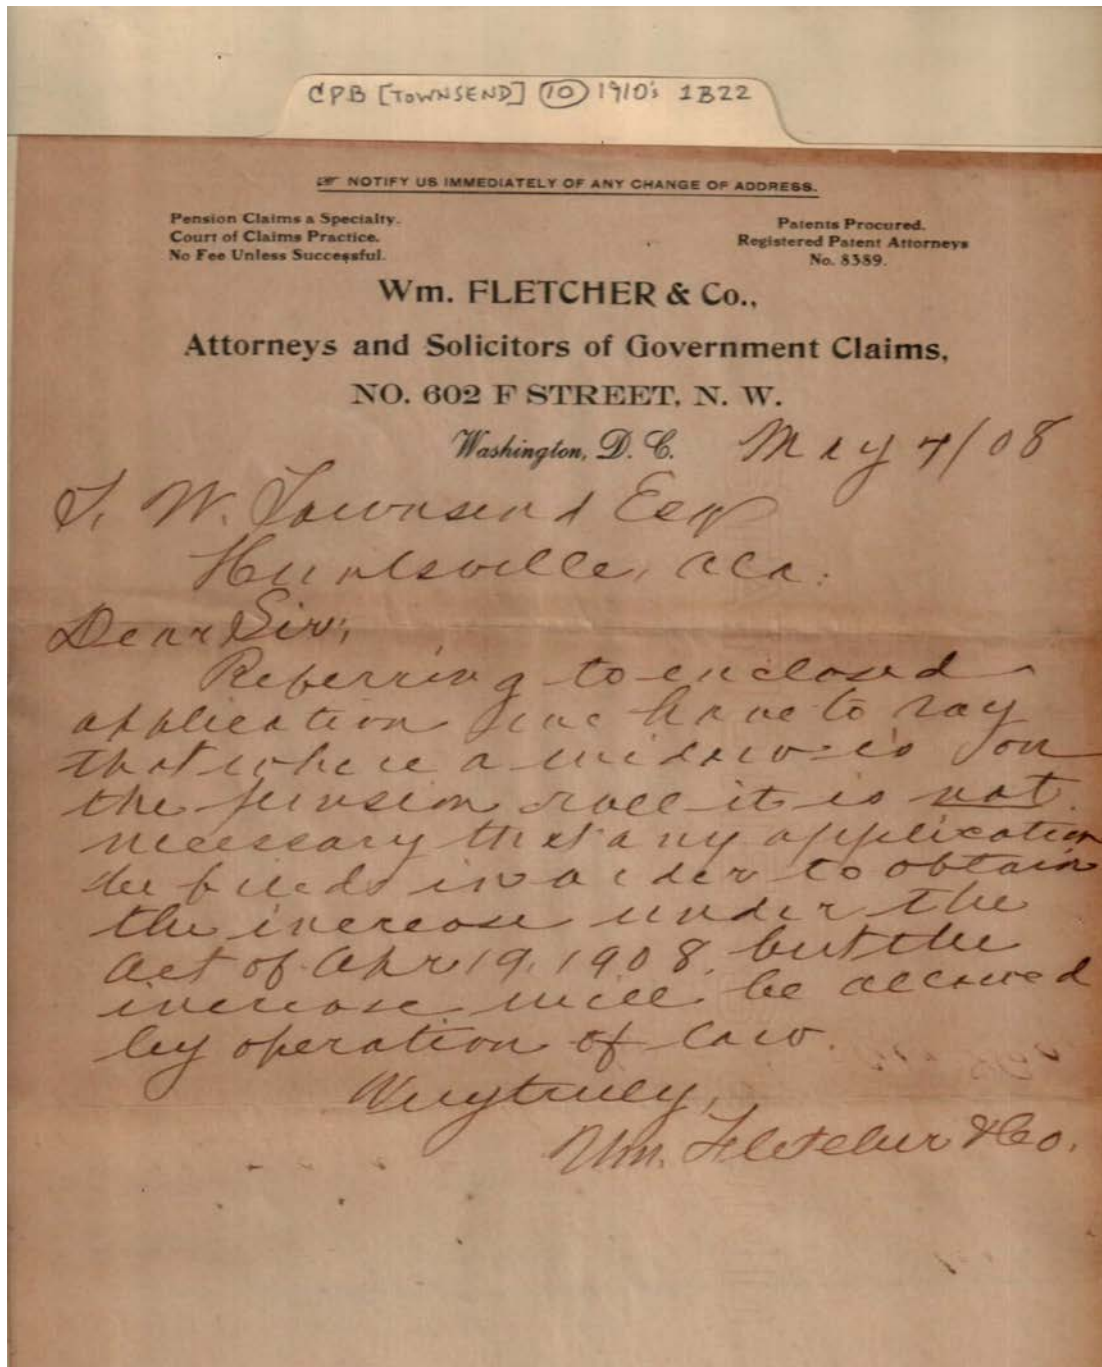 CPB [TOWNSEND] (10) 1910's 1B22
☞ NOTIFY US IMMEDIATELY OF ANY CHANGE OF ADDRESS.
Pension Claims a Specialty.
Court of Claims Practice.
No Fee Unless Successful.
Patents Procured.
Registered Patent Attorneys
No. 8389.
Wm. FLETCHER & Co.,
Attorneys and Solicitors of Government Claims,
NO. 602 F STREET, N. W.
Washington, D. C. May 4/08
S. W. Townsend Esq
Huntsville, Ala.
Dear Sir;
Referring to enclosed
application we have to say
that where a widow is on
the pension roll it is not
necessary that any application
be filed in order to obtain
the increase under the
Act of Apr 19, 1908, but the
increase will be allowed
by operation of law.
Very truly,
Wm. Fletcher & Co.